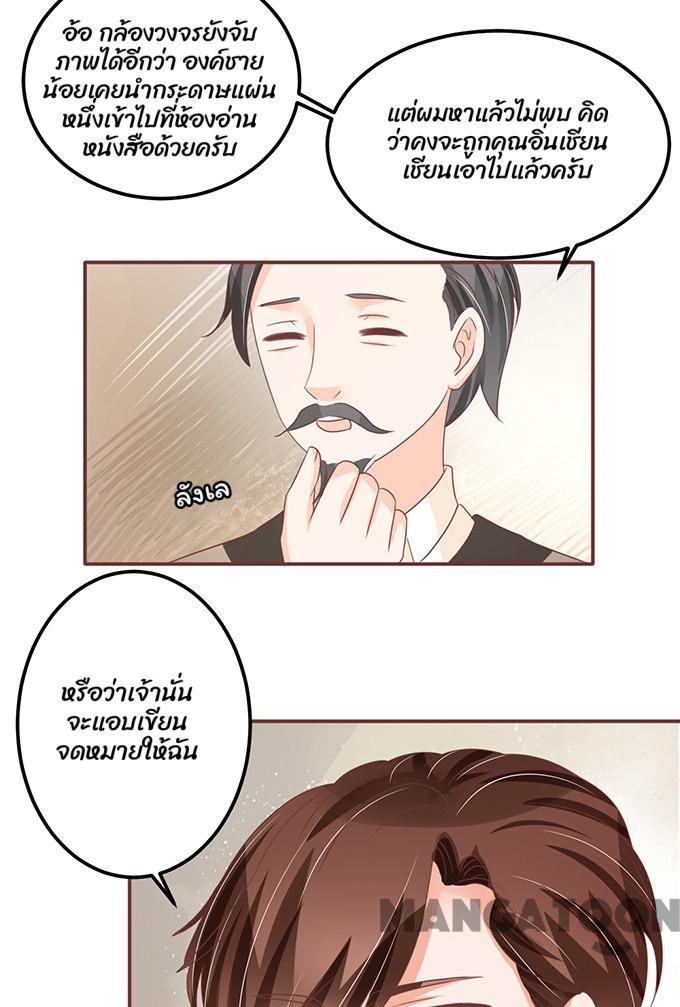 อ้อ กล้องวงจรยังจับ
ภาพได้อีกว่า องค์ชาย
น้อยเคยนำกระดาษแผ่น
หนึ่งเข้าไปที่ห้องอ่าน
หนังสือด้วยครับ
แต่ผมหาแล้วไม่พบ คิด
ว่าคงจะถูกคุณอิ่นเชียน
เชียนเอาไปแล้วครับ
ลังเล
หรือว่าเจ้านั่น
จะแอบเขียน
จดหมายให้ฉัน
MANGATOON